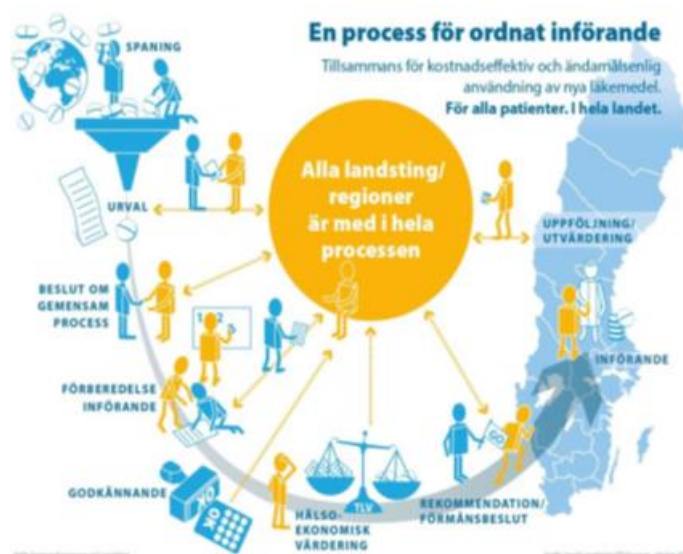 En process för ordnat införande
Tillsammans för kostnadseffektiv och ändamålsenlig
användning av nya läkemedel.
För alla patienter. I hela landet.
SPANING
Alla landsting/
regioner
är med i hela
processen
URVAL
UPPFÖLJNING/
UTVÄRDERING
BESLUT OM
GEMENSAM
PROCESS
INFÖRANDE
FÖRBEREDELSE
INFÖRANDE
GO
GODKÄNNANDE
OK
HÄLSO-
EKONOMISK
VÄRDERING
TLV
REKOMMENDATION/
FÖRMÅNSBESLUT